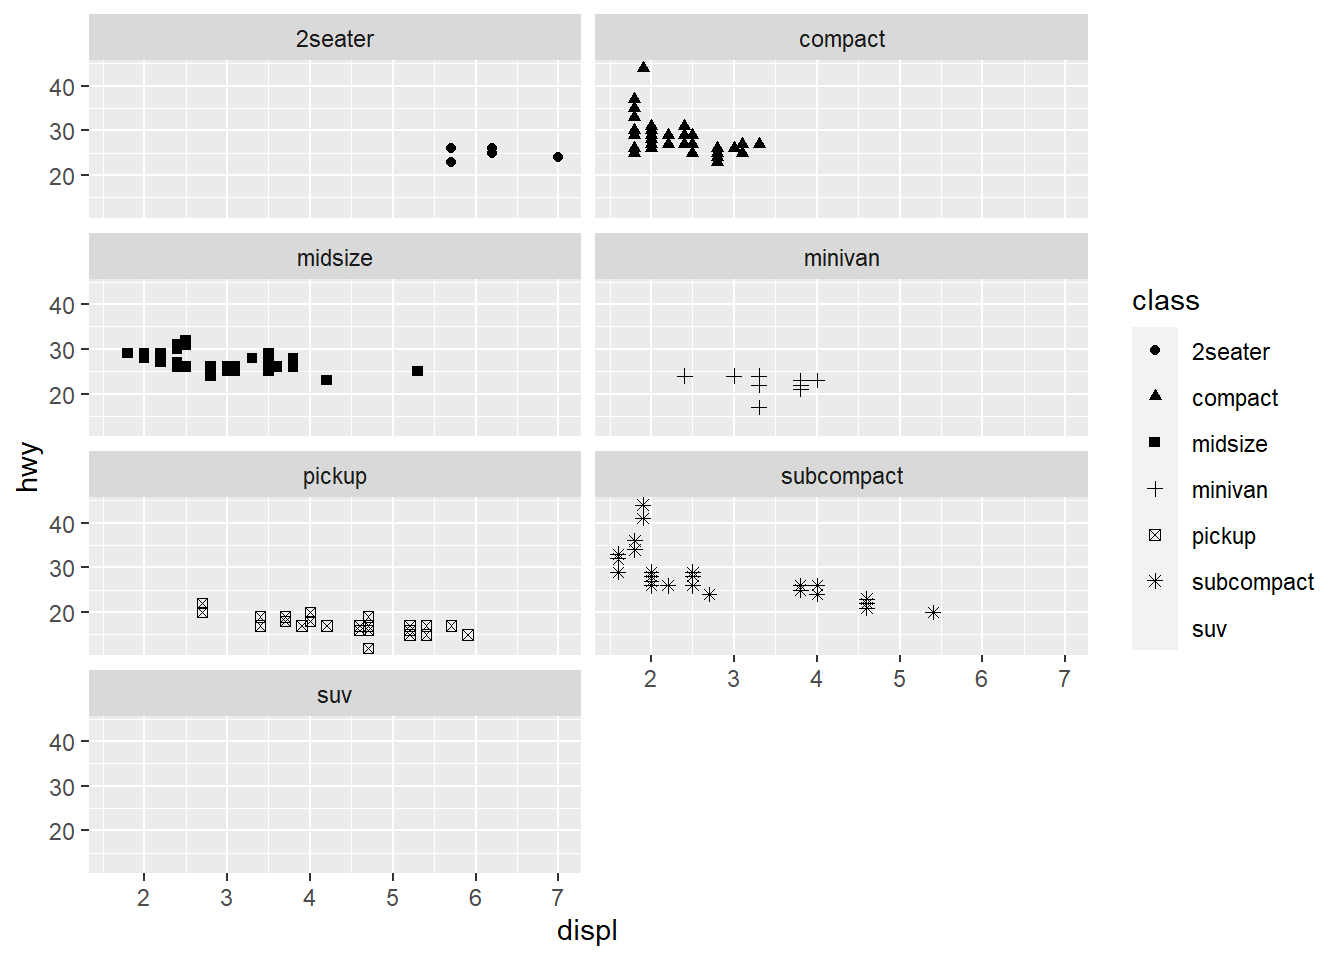 2seater
compact
40
30
20
midsize
minivan
40
30
20
pickup
subcompact
40
30
20
2 3 4 5 6 7
suv
40
30
20
2 3 4 5 6 7
displ
hwy
class
2seater
compact
midsize
minivan
pickup
subcompact
suv